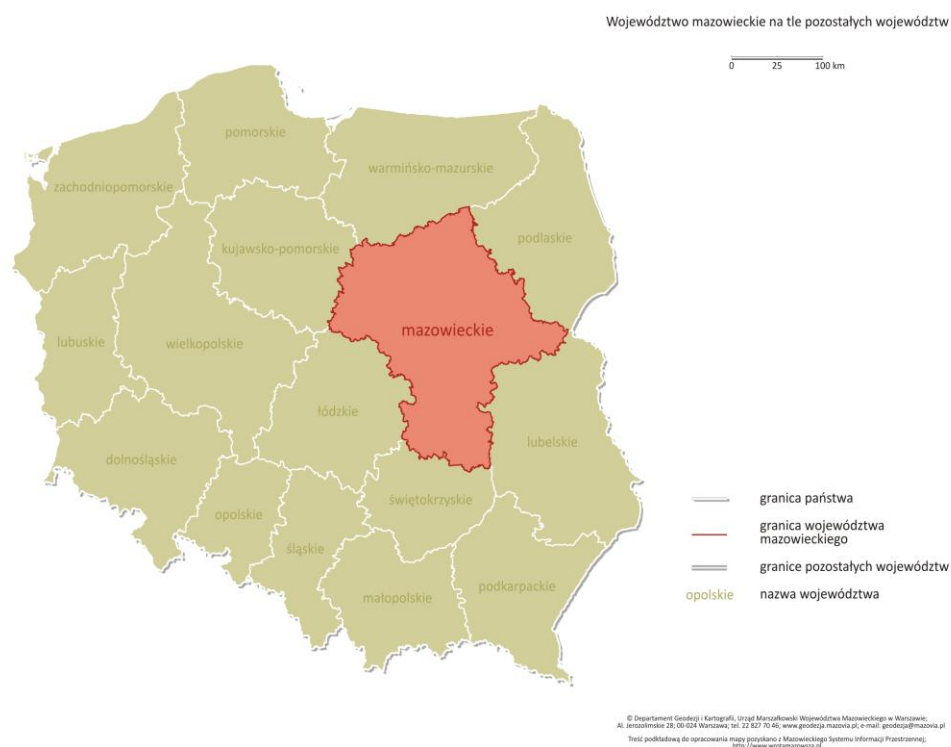 Województwo mazowieckie na tle pozostałych województw
0 25 100 km
pomorskie
warmińsko-mazurskie
zachodniopomorskie
podlaskie
kujawsko-pomorskie
mazowieckie
lubuskie
wielkopolskie
łódzkie
lubelskie
dolnośląskie
świętokrzyskie
opolskie
śląskie
podkarpackie
małopolskie
granica państwa
granica województwa
mazowieckiego
granice pozostałych województw
opolskie nazwa województwa
© Departament Geodezji i Kartografii, Urząd Marszałkowski Województwa Mazowieckiego w Warszawie;
Al. Jerozolimskie 28; 00-024 Warszawa; tel. 22 827 70 46; www.geodezja.mazovia.pl; e-mail: geodezja@mazovia.pl
Treść podkładową do opracowania mapy pozyskano z Mazowieckiego Systemu Informacji Przestrzennej;
http://www.wrotamazowsza.pl